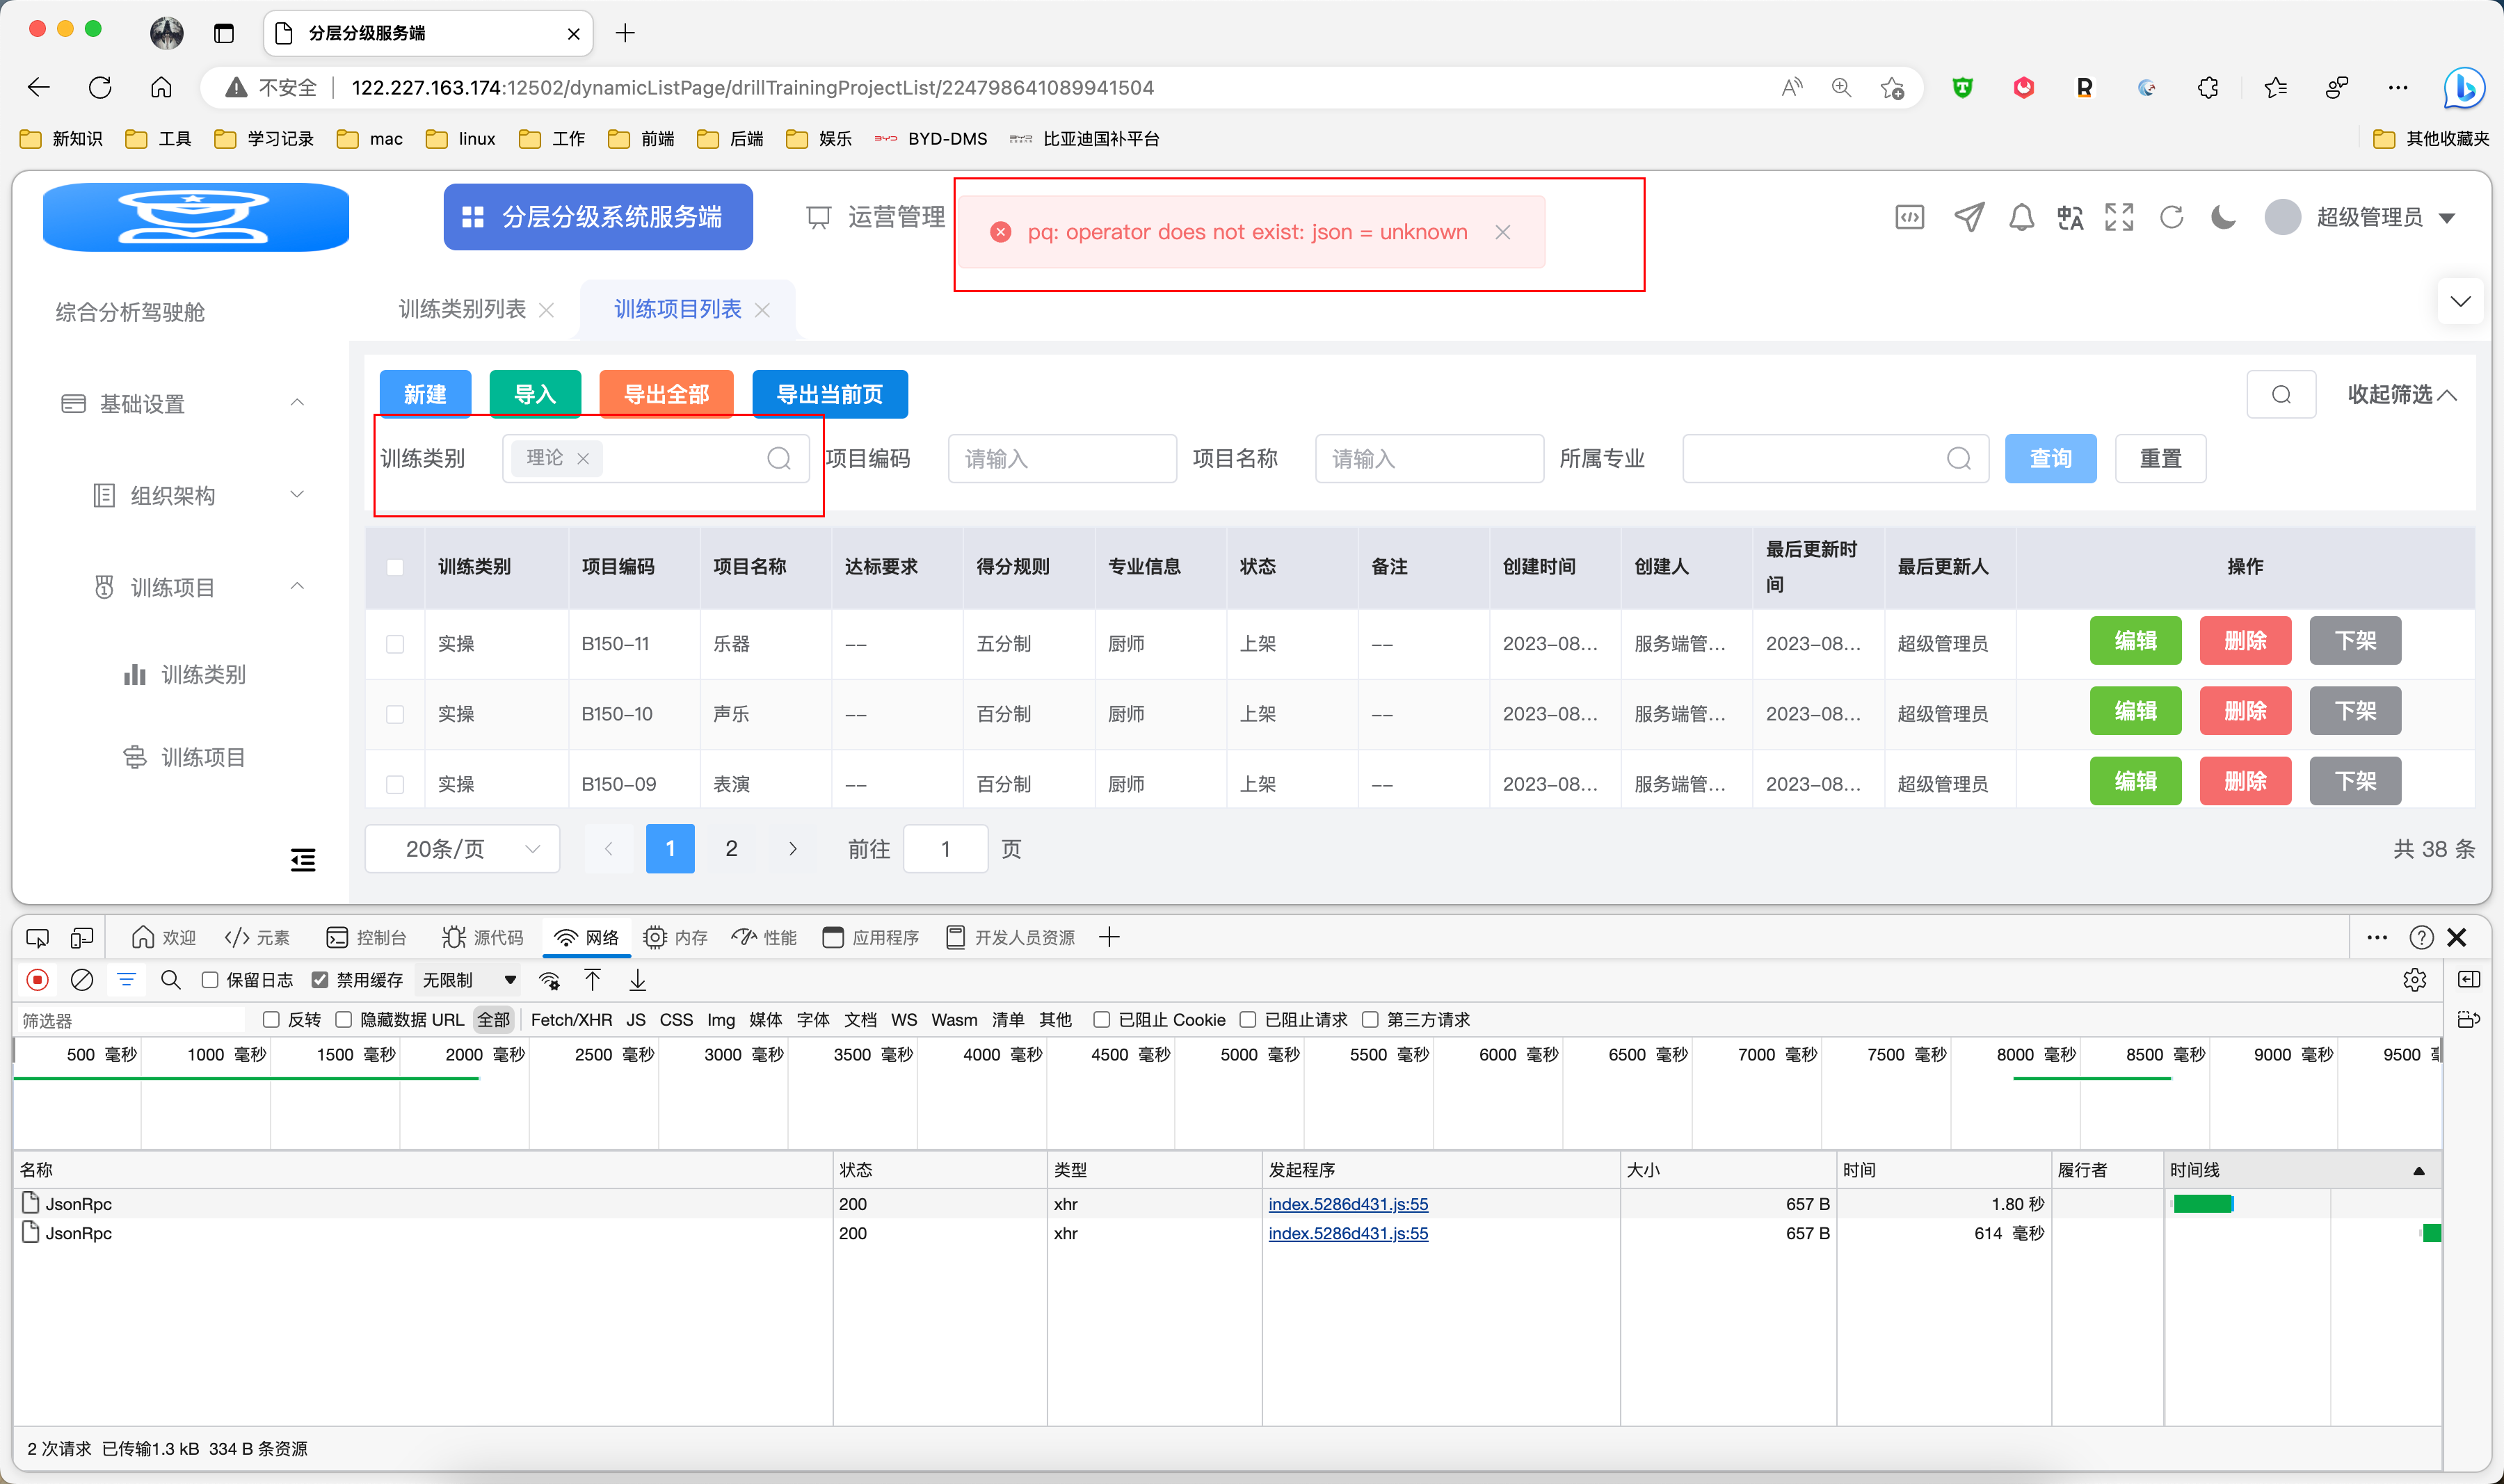 分层分级服务端
不安全 122.227.163.174:12502/dynamicListPage/drillTrainingProjectList/224798641089941504
新知识 工具 学习记录 mac linux 工作 前端 后端 娱乐 BYD-DMS 比亚迪国补平台 其他收藏夹
分层分级系统服务端 运营管理 pq: operator does not exist: json = unknown 超级管理员
综合分析驾驶舱 训练类别列表 训练项目列表
基础设置
组织架构
训练项目
训练类别
训练项目
新建 导入 导出全部 导出当前页 收起筛选
训练类别 理论 项目编码 请输入 项目名称 请输入 所属专业 查询 重置
训练类别 项目编码 项目名称 达标要求 得分规则 专业信息 状态 备注 创建时间 创建人 最后更新时间 最后更新人 操作
实操 B150-11 乐器 -- 五分制 厨师 上架 -- 2023-08... 服务端管... 2023-08... 超级管理员 编辑 删除 下架
实操 B150-10 声乐 -- 百分制 厨师 上架 -- 2023-08... 服务端管... 2023-08... 超级管理员 编辑 删除 下架
实操 B150-09 表演 -- 百分制 厨师 上架 -- 2023-08... 服务端管... 2023-08... 超级管理员 编辑 删除 下架
20条/页 1 2 前往 1 页 共 38 条
欢迎 元素 控制台 源代码 网络 内存 性能 应用程序 开发人员资源
保留日志 禁用缓存 无限制
筛选器 反转 隐藏数据 URL 全部 Fetch/XHR JS CSS Img 媒体 字体 文档 WS Wasm 清单 其他 已阻止 Cookie 已阻止请求 第三方请求
500 毫秒 1000 毫秒 1500 毫秒 2000 毫秒 2500 毫秒 3000 毫秒 3500 毫秒 4000 毫秒 4500 毫秒 5000 毫秒 5500 毫秒 6000 毫秒 6500 毫秒 7000 毫秒 7500 毫秒 8000 毫秒 8500 毫秒 9000 毫秒 9500
名称 状态 类型 发起程序 大小 时间 履行者 时间线
JsonRpc 200 xhr index.5286d431.js:55 657 B 1.80 秒
JsonRpc 200 xhr index.5286d431.js:55 657 B 614 毫秒
2 次请求 已传输1.3 kB 334 B 条资源